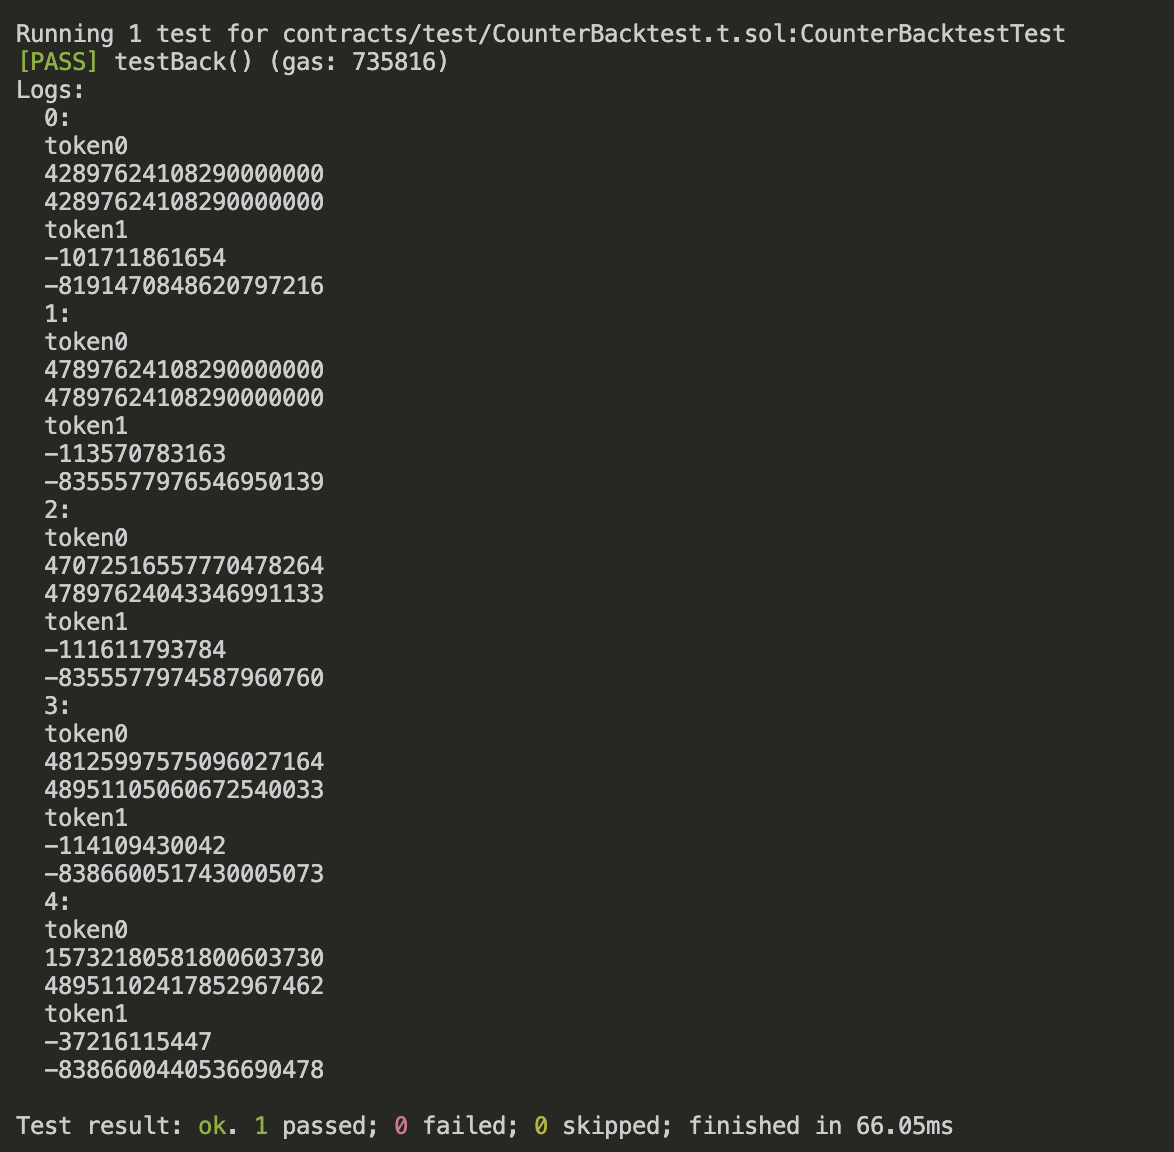 Running 1 test for contracts/test/CounterBacktest.t.sol:CounterBacktestTest
[PASS] testBack() (gas: 735816)
Logs:
0:
token0
42897624108290000000
42897624108290000000
token1
-101711861654
-8191470848620797216
1:
token0
47897624108290000000
47897624108290000000
token1
-113570783163
-8355577976546950139
2:
token0
47072516557770478264
47897624043346991133
token1
-111611793784
-8355577974587960760
3:
token0
48125997575096027164
48951105060672540033
token1
-114109430042
-8386600517430005073
4:
token0
15732180581800603730
48951102417852967462
token1
-37216115447
-8386600440536690478
Test result: ok. 1 passed; 0 failed; 0 skipped; finished in 66.05ms